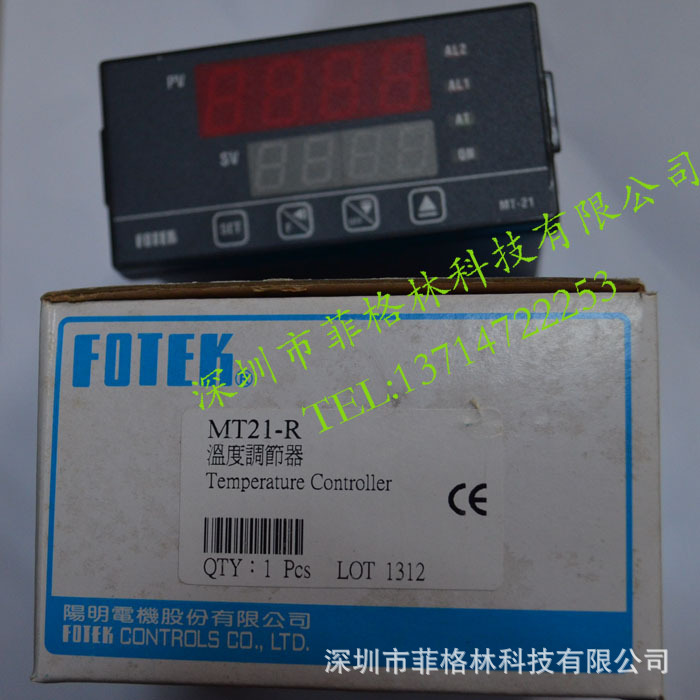 AL2
PV
AL1
AT
SV
FOTEK
SET
MT-21
深圳市菲格林科技有限公司
TEL:13714722253
FOTEK®
MT21-R
溫度調節器
Temperature Controller
CE
QTY：1 Pcs LOT 1312
陽明電機股份有限公司
FOTEK CONTROLS CO., LTD.
深圳市菲格林科技有限公司